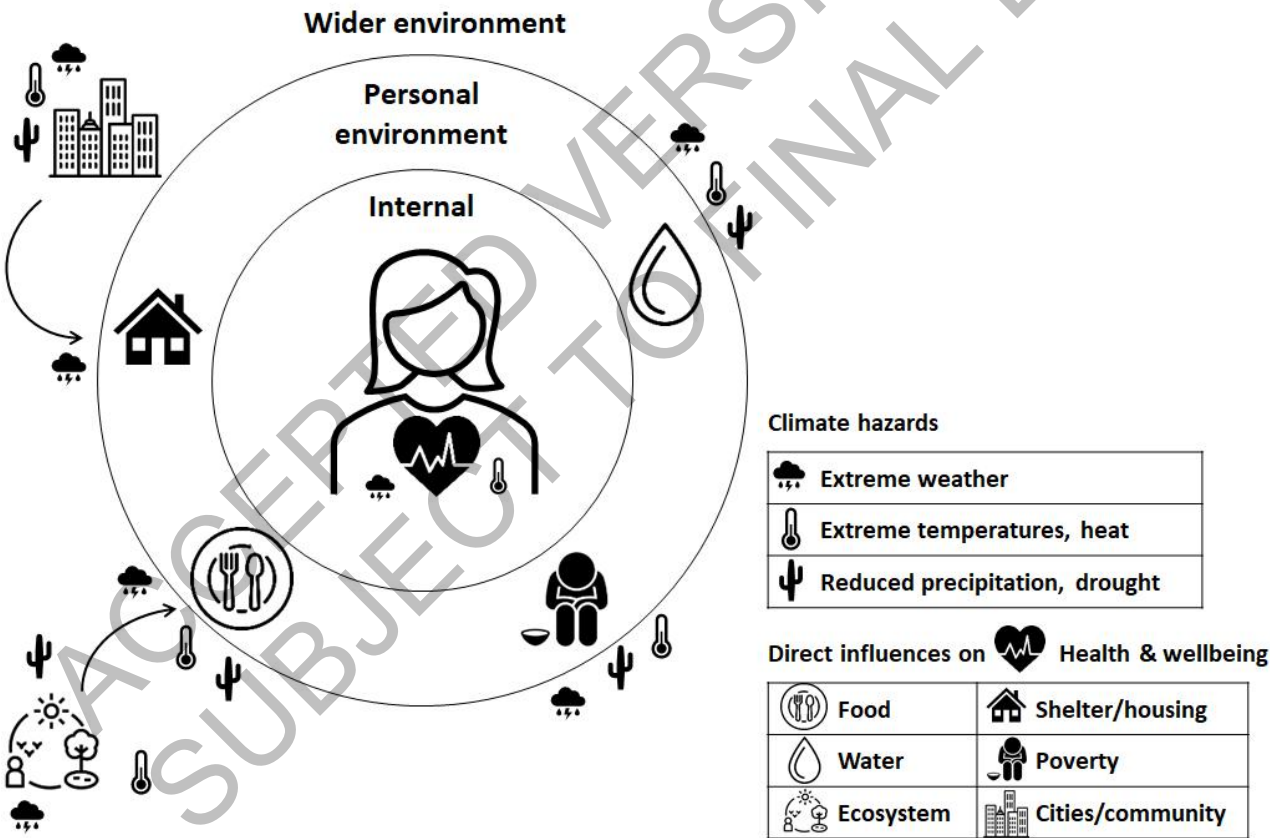 Wider environment
Personal
environment
Internal
Climate hazards
Extreme weather
Extreme temperatures, heat
Reduced precipitation, drought
Direct influences on Health & wellbeing
Food Shelter/housing
Water Poverty
Ecosystem Cities/community
ACCEPTED VERSI
SUBJECT TO FINAL E